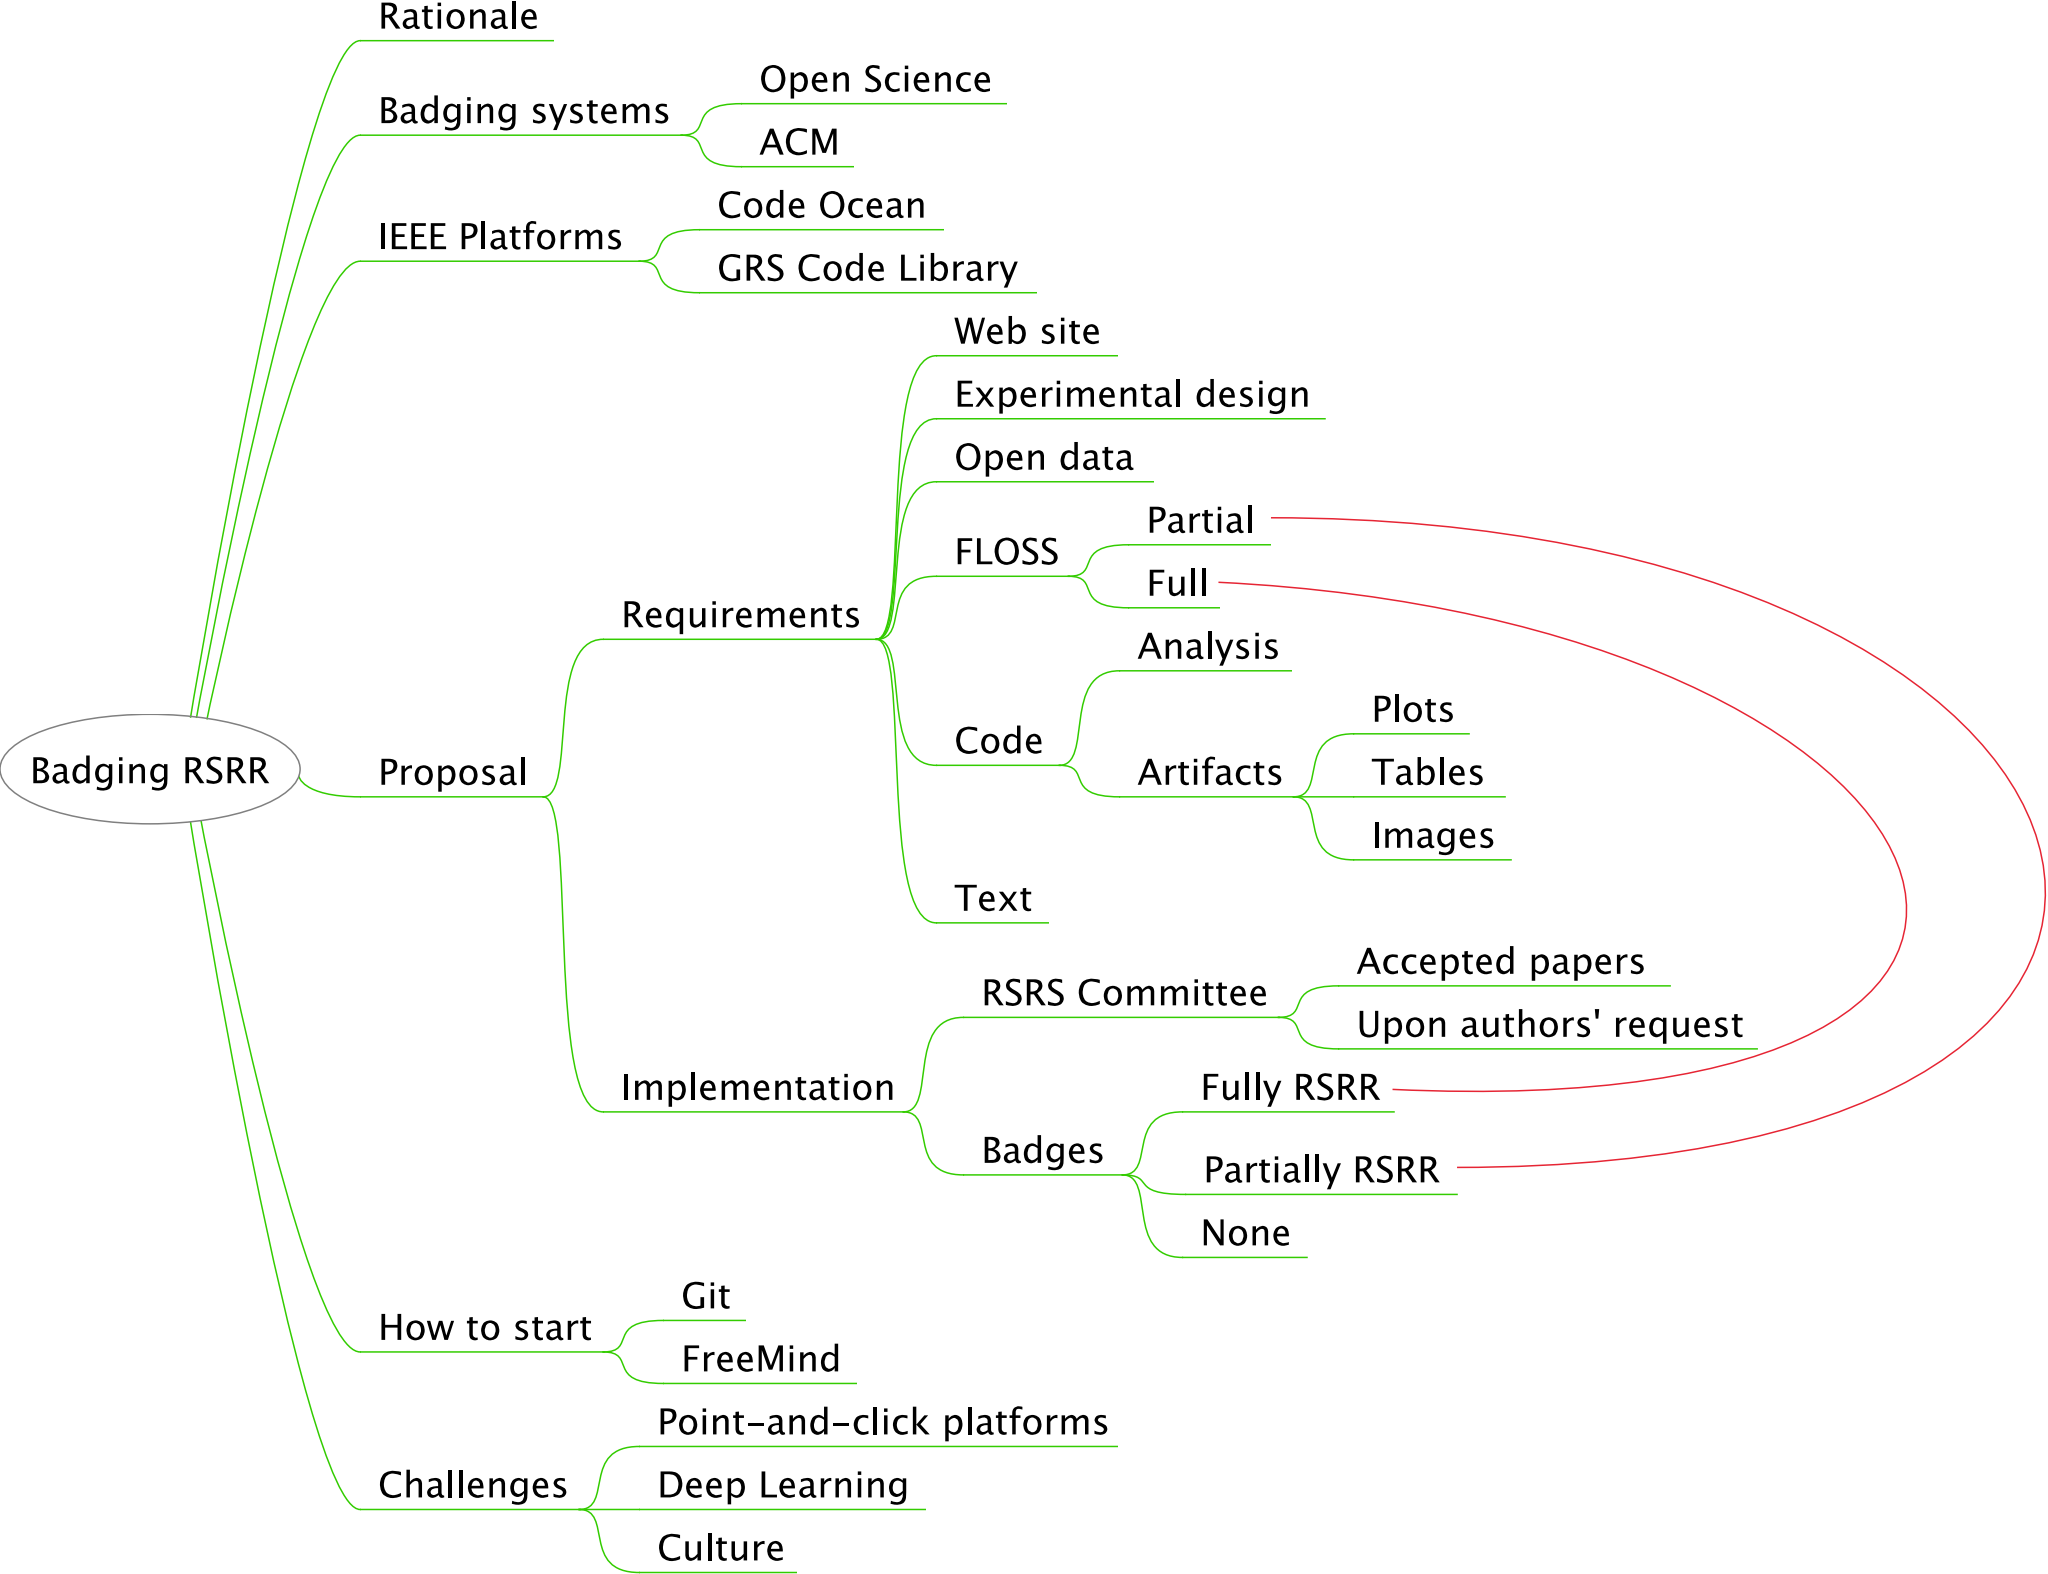 Rationale
Badging systems
Open Science
ACM
IEEE Platforms
Code Ocean
GRS Code Library
Badging RSRR
Proposal
Requirements
Web site
Experimental design
Open data
FLOSS
Partial
Full
Code
Analysis
Artifacts
Plots
Tables
Images
Text
Implementation
RSRS Committee
Accepted papers
Upon authors' request
Badges
Fully RSRR
Partially RSRR
None
How to start
Git
FreeMind
Challenges
Point-and-click platforms
Deep Learning
Culture